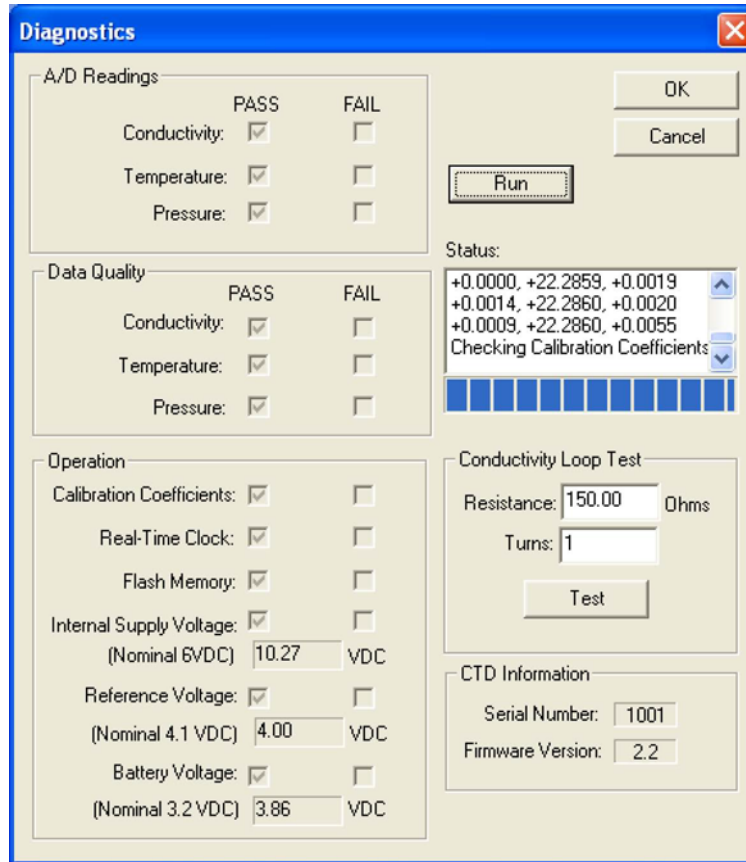 Diagnostics
A/D Readings
PASS FAIL
Conductivity:
Temperature:
Pressure:
Data Quality
PASS FAIL
Conductivity:
Temperature:
Pressure:
Operation
Calibration Coefficients:
Real-Time Clock:
Flash Memory:
Internal Supply Voltage:
(Nominal 6VDC) 10.27 VDC
Reference Voltage:
(Nominal 4.1 VDC) 4.00 VDC
Battery Voltage:
(Nominal 3.2 VDC) 3.86 VDC
OK
Cancel
Run
Status:
+0.0000, +22.2859, +0.0019
+0.0014, +22.2860, +0.0020
+0.0009, +22.2860, +0.0055
Checking Calibration Coefficients
Conductivity Loop Test
Resistance: 150.00 Ohms
Turns: 1
Test
CTD Information
Serial Number: 1001
Firmware Version: 2.2